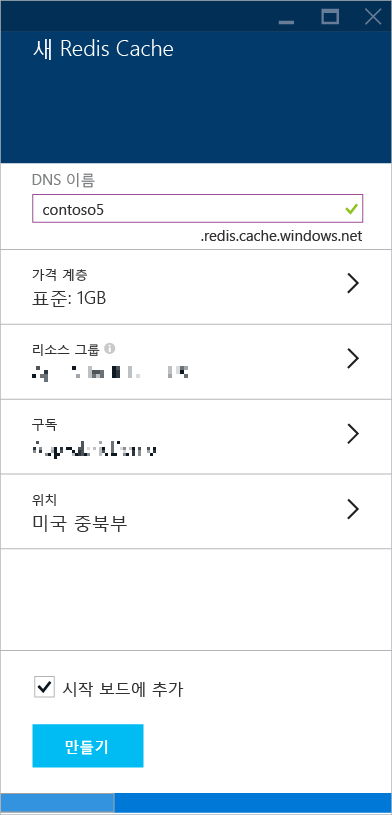 새 Redis Cache
DNS 이름
contoso5
.redis.cache.windows.net
가격 계층
표준: 1GB
리소스 그룹
구독
위치
미국 중북부
시작 보드에 추가
만들기